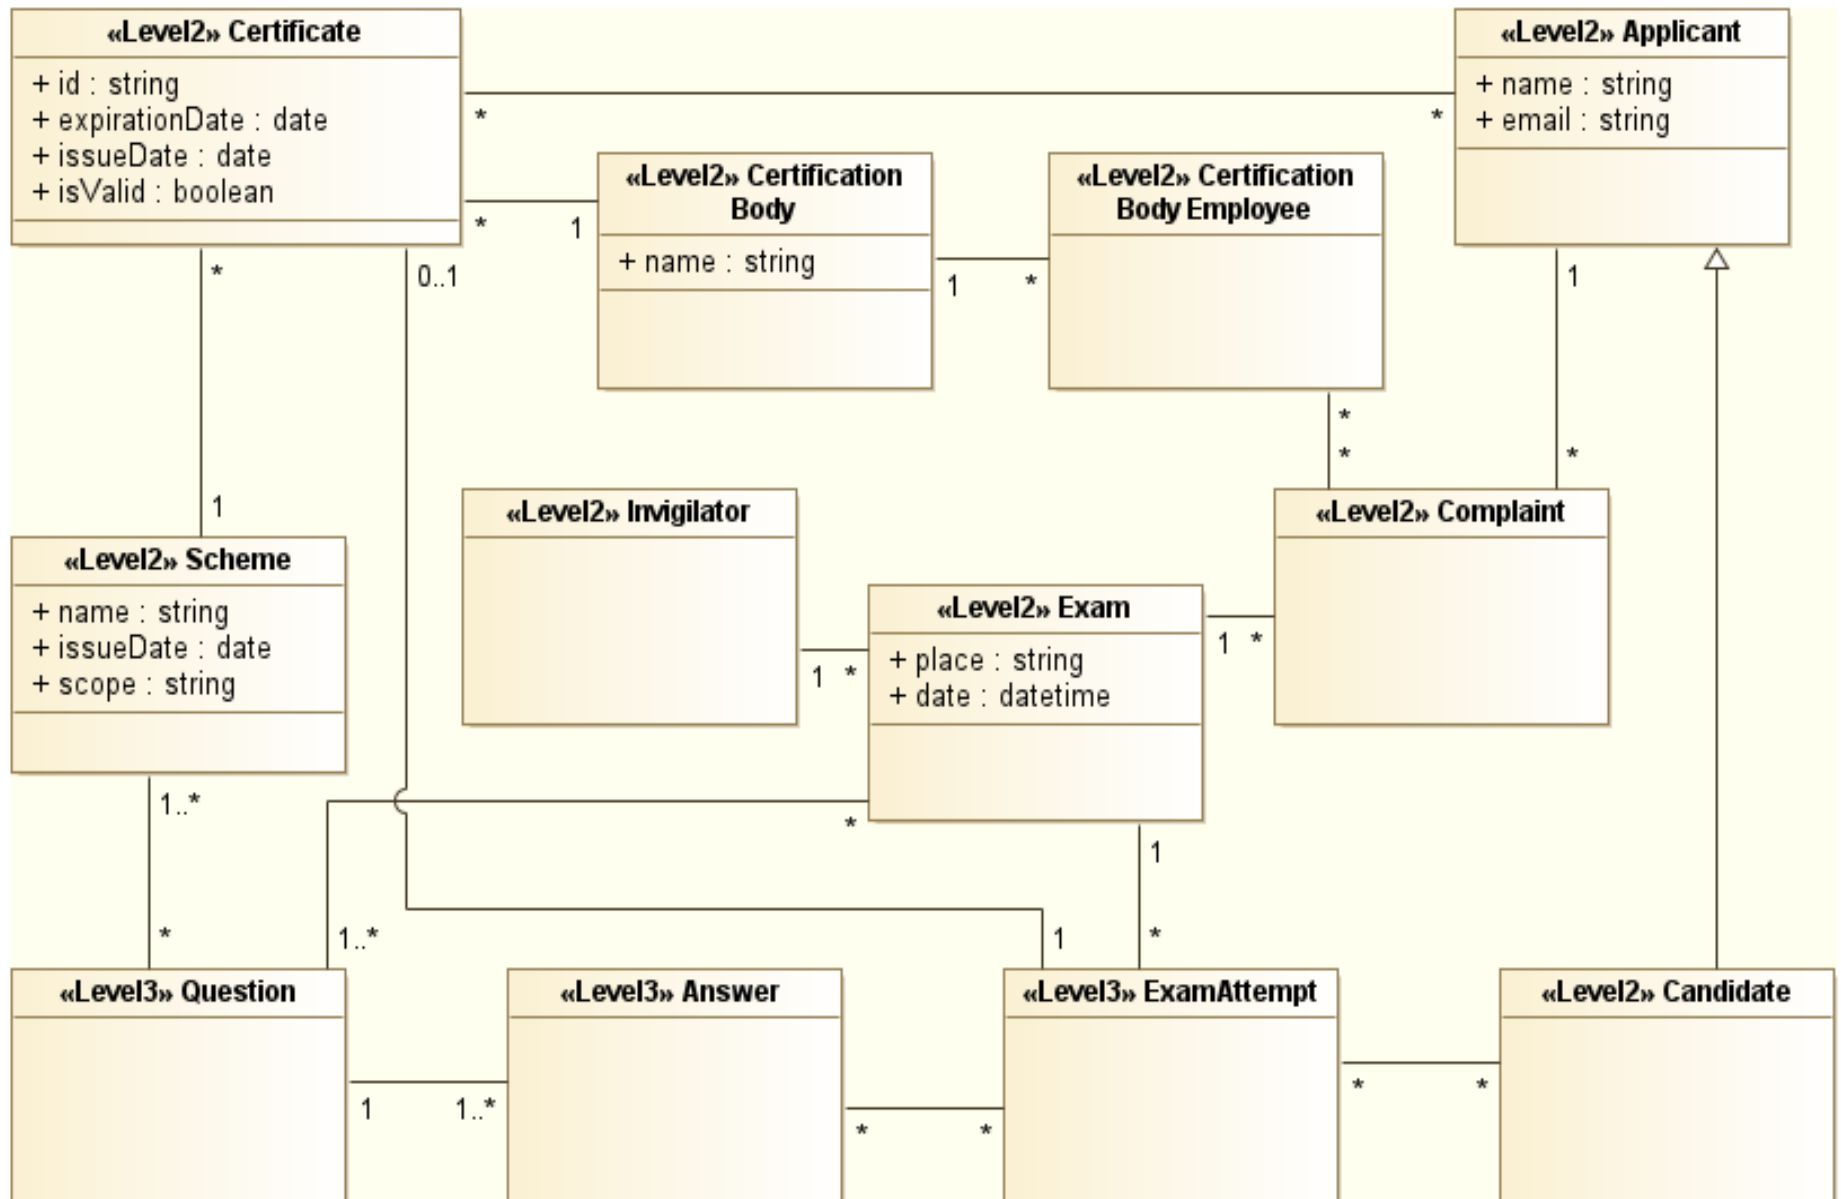 «Level2» Certificate
+ id : string
+ expirationDate : date
+ issueDate : date
+ isValid : boolean
«Level2» Applicant
+ name : string
+ email : string
*
*
«Level2» Certification
Body
+ name : string
«Level2» Certification
Body Employee
*
1
1
*
*
0..1
1
*
*
*
1
«Level2» Invigilator
«Level2» Complaint
«Level2» Scheme
+ name : string
+ issueDate : date
+ scope : string
«Level2» Exam
+ place : string
+ date : datetime
1
*
1
*
1..*
*
1
*
1..*
1
*
«Level3» Question
«Level3» Answer
«Level3» ExamAttempt
«Level2» Candidate
1
1..*
*
*
*
*